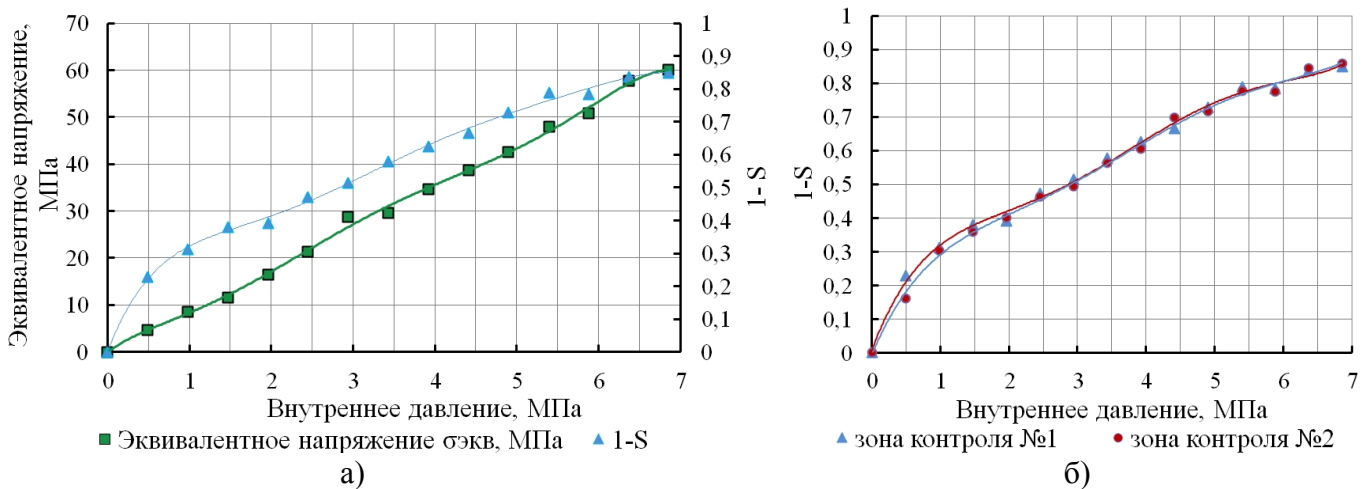 Эквивалентное напряжение,
МПа
70
60
50
40
30
20
10
0
1
0,9
0,8
0,7
0,6
0,5
0,4
0,3
0,2
0,1
0
1- S
0 1 2 3 4 5 6 7
Внутреннее давление, МПа
Эквивалентное напряжение σэкв, МПа 1-S
а)
1-S
1
0,9
0,8
0,7
0,6
0,5
0,4
0,3
0,2
0,1
0
0 1 2 3 4 5 6 7
Внутреннее давление, МПа
зона контроля №1 зона контроля №2
б)